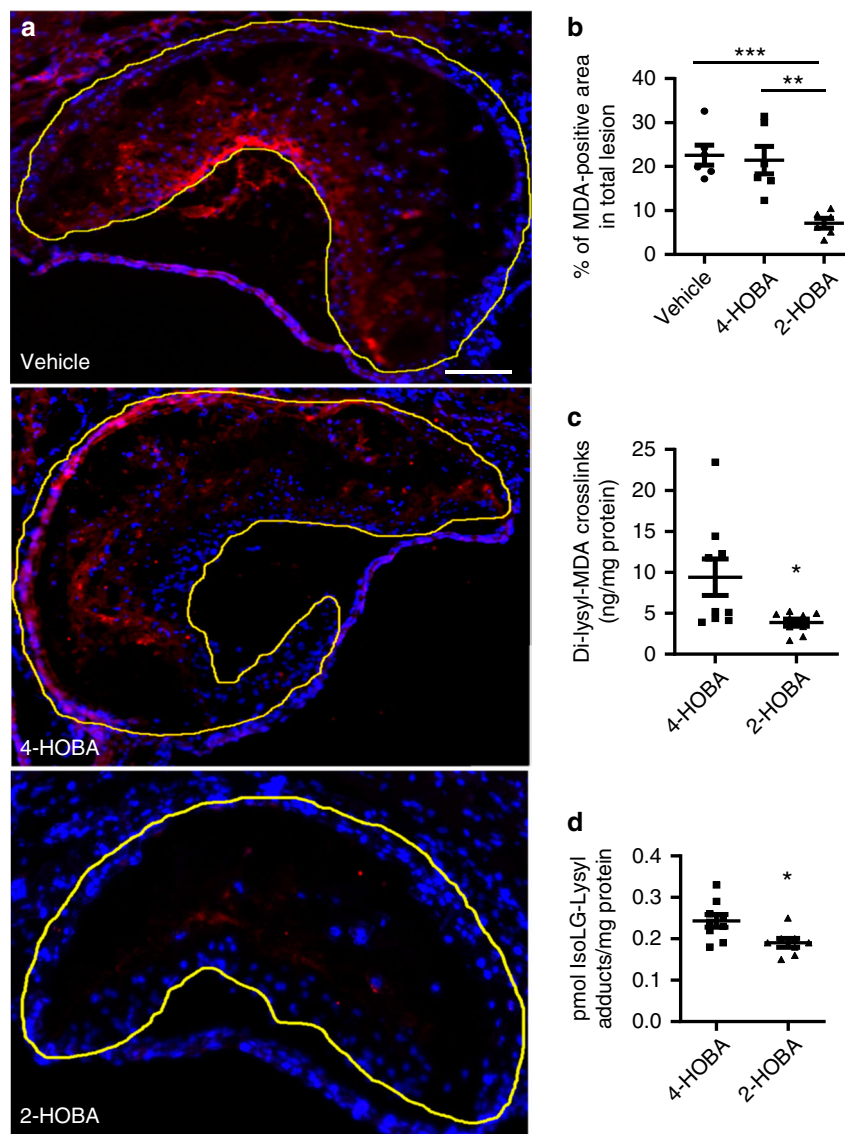 a
Vehicle
4-HOBA
2-HOBA
b
***
**
% of MDA-positive area
in total lesion
40
30
20
10
0
Vehicle
4-HOBA
2-HOBA
c
Di-lysyl-MDA crosslinks
(ng/mg protein)
25
20
15
10
5
0
*
4-HOBA
2-HOBA
d
pmol IsoLG-Lysyl
adducts/mg protein
0.4
0.3
0.2
0.1
0.0
*
4-HOBA
2-HOBA